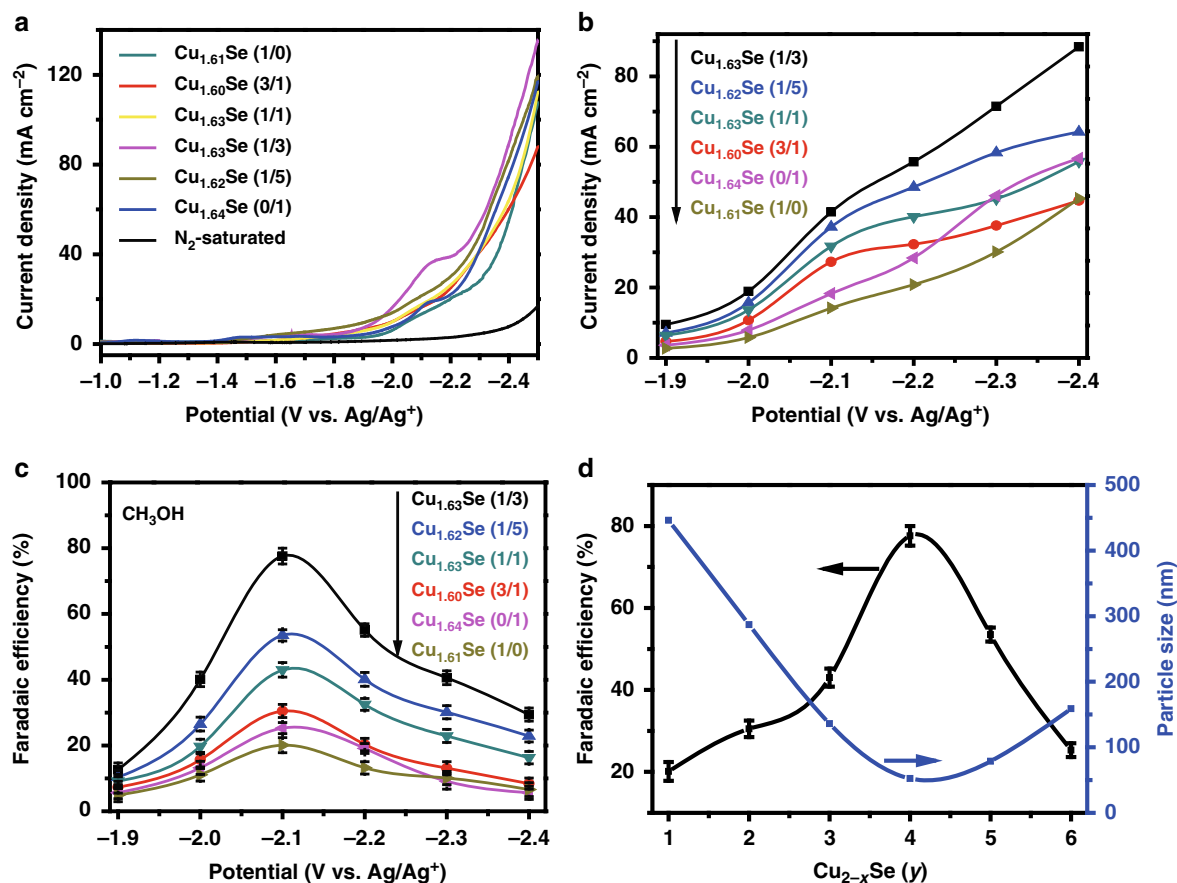 a
Current density (mA cm⁻²)
120
80
40
0
Cu₁.₆₁Se (1/0)
Cu₁.₆₀Se (3/1)
Cu₁.₆₃Se (1/1)
Cu₁.₆₃Se (1/3)
Cu₁.₆₂Se (1/5)
Cu₁.₆₄Se (0/1)
N₂-saturated
−1.0 −1.2 −1.4 −1.6 −1.8 −2.0 −2.2 −2.4
Potential (V vs. Ag/Ag⁺)
b
Current density (mA cm⁻²)
80
60
40
20
0
Cu₁.₆₃Se (1/3)
Cu₁.₆₂Se (1/5)
Cu₁.₆₃Se (1/1)
Cu₁.₆₀Se (3/1)
Cu₁.₆₄Se (0/1)
Cu₁.₆₁Se (1/0)
−1.9 −2.0 −2.1 −2.2 −2.3 −2.4
Potential (V vs. Ag/Ag⁺)
c
Faradaic efficiency (%)
100
80
60
40
20
0
CH₃OH
Cu₁.₆₃Se (1/3)
Cu₁.₆₂Se (1/5)
Cu₁.₆₃Se (1/1)
Cu₁.₆₀Se (3/1)
Cu₁.₆₄Se (0/1)
Cu₁.₆₁Se (1/0)
−1.9 −2.0 −2.1 −2.2 −2.3 −2.4
Potential (V vs. Ag/Ag⁺)
d
Faradaic efficiency (%)
80
60
40
20
500
400
300
200
100
0
Particle size (nm)
1 2 3 4 5 6
Cu₂₋ₓSe (y)